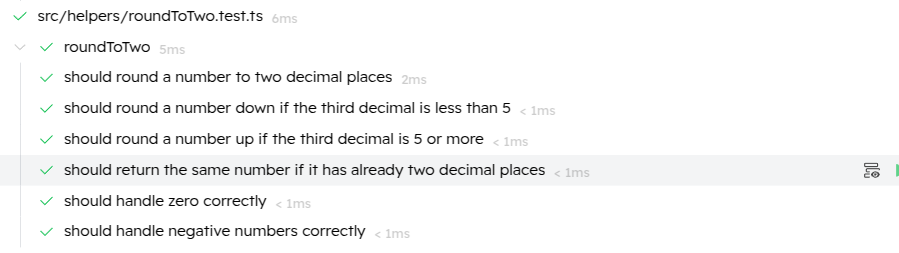 src/helpers/roundToTwo.test.ts 6ms
roundToTwo 5ms
should round a number to two decimal places 2ms
should round a number down if the third decimal is less than 5 < 1ms
should round a number up if the third decimal is 5 or more < 1ms
should return the same number if it has already two decimal places < 1ms
should handle zero correctly < 1ms
should handle negative numbers correctly < 1ms